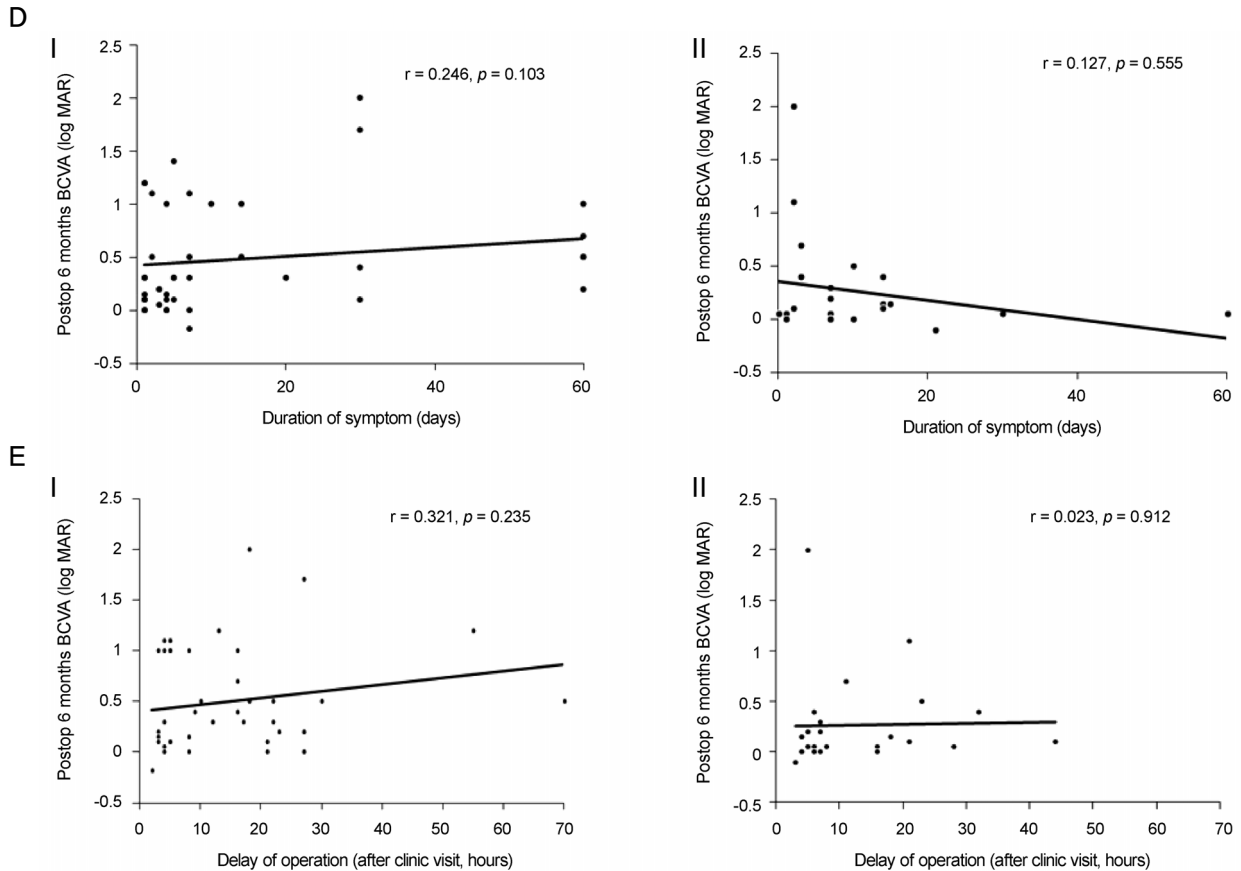 D
I
II
2.5
2
1.5
1
0.5
0
-0.5
Postop 6 months BCVA (log MAR)
r = 0.246, p = 0.103
0
20
40
60
Duration of symptom (days)
2.5
2
1.5
1
0.5
0
-0.5
Postop 6 months BCVA (log MAR)
r = 0.127, p = 0.555
0
20
40
60
Duration of symptom (days)
E
I
II
2.5
2
1.5
1
0.5
0
-0.5
Postop 6 months BCVA (log MAR)
r = 0.321, p = 0.235
0
10
20
30
40
50
60
70
Delay of operation (after clinic visit, hours)
2.5
2
1.5
1
0.5
0
-0.5
Postop 6 months BCVA (log MAR)
r = 0.023, p = 0.912
0
10
20
30
40
50
60
70
Delay of operation (after clinic visit, hours)